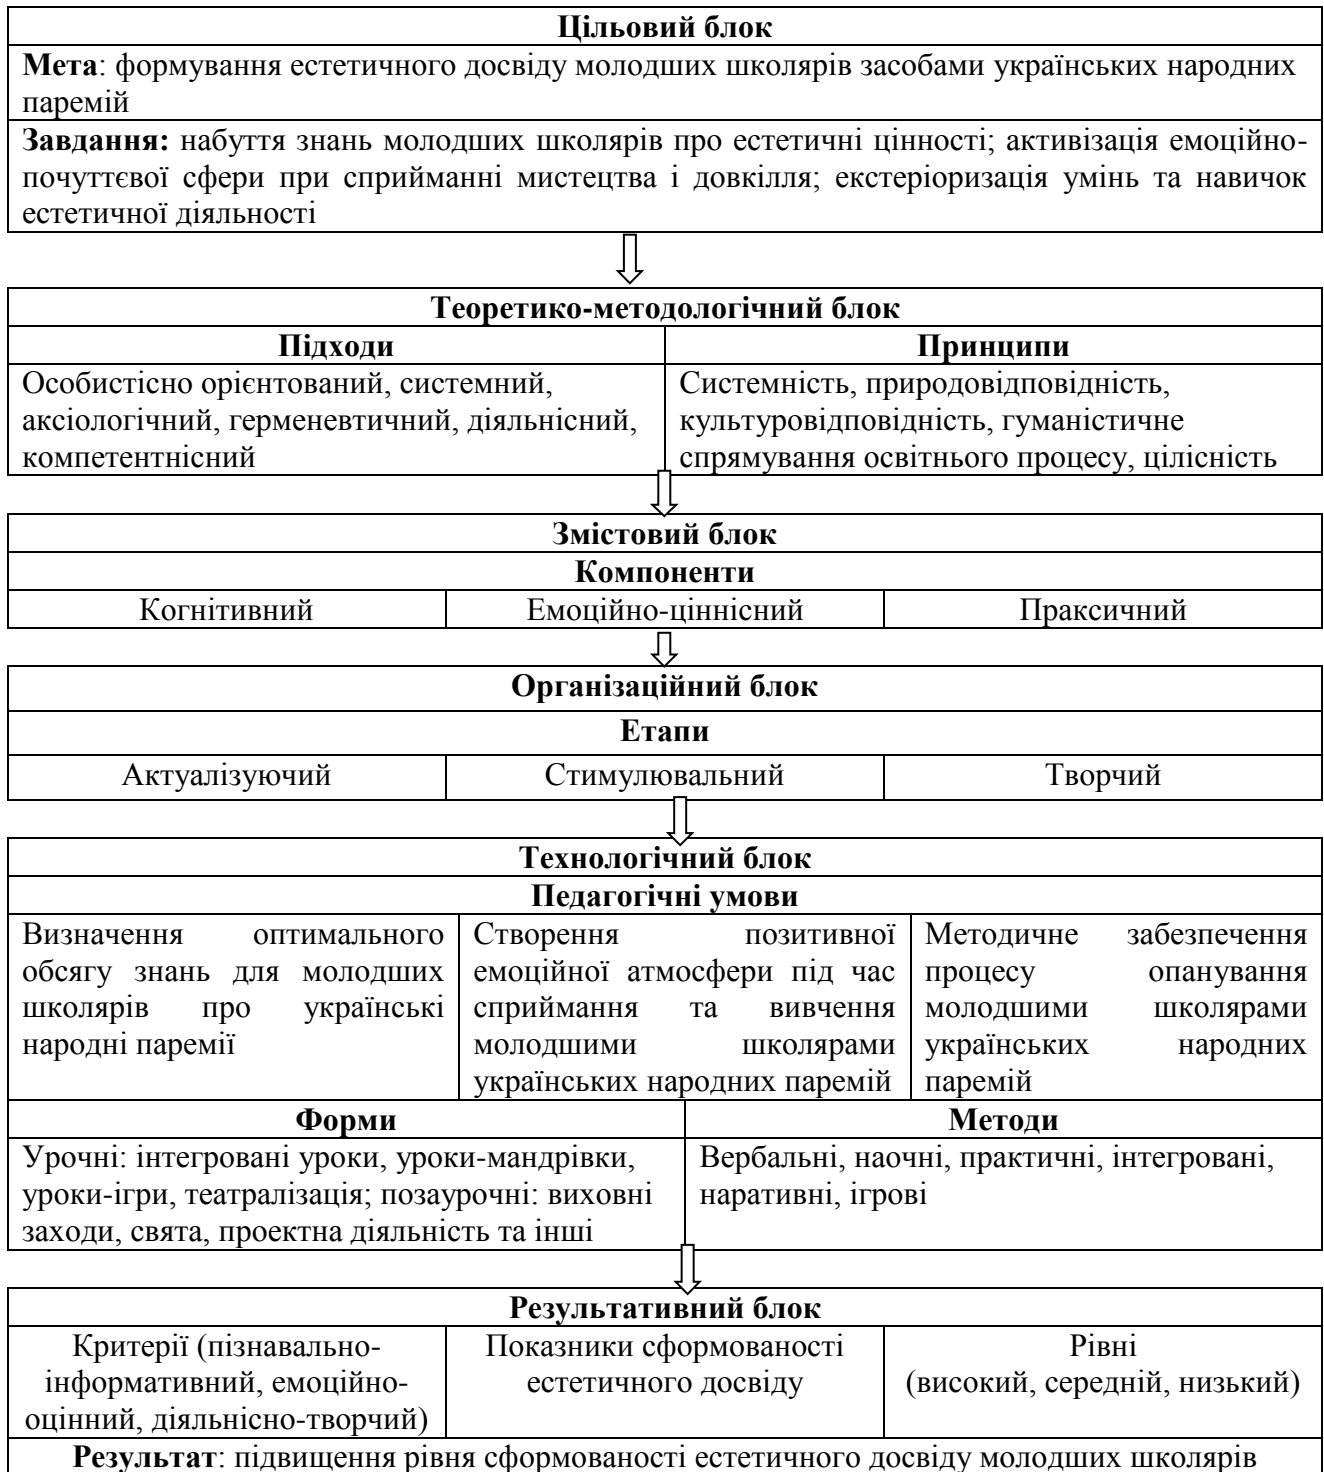 Цільовий блок
Мета: формування естетичного досвіду молодших школярів засобами українських народних
паремій
Завдання: набуття знань молодших школярів про естетичні цінності; активізація емоційно-
почуттєвої сфери при сприйманні мистецтва і довкілля; екстеріоризація умінь та навичок
естетичної діяльності
Теоретико-методологічний блок
Підходи
Особистісно орієнтований, системний,
аксіологічний, герменевтичний, діяльнісний,
компетентнісний
Принципи
Системність, природовідповідність,
культуровідповідність, гуманістичне
спрямування освітнього процесу, цілісність
Змістовий блок
Компоненти
Когнітивний
Емоційно-ціннісний
Праксичний
Організаційний блок
Етапи
Актуалізуючий
Стимулювальний
Творчий
Технологічний блок
Педагогічні умови
Визначення оптимального
обсягу знань для молодших
школярів про українські
народні паремії
Створення позитивної
емоційної атмосфери під час
сприймання та вивчення
молодшими школярами
українських народних паремій
Методичне забезпечення
процесу опанування
молодшими школярами
українських народних
паремій
Форми
Урочні: інтегровані уроки, уроки-мандрівки,
уроки-ігри, театралізація; позаурочні: виховні
заходи, свята, проектна діяльність та інші
Методи
Вербальні, наочні, практичні, інтегровані,
наративні, ігрові
Результативний блок
Критерії (пізнавально-
інформативний, емоційно-
оцінний, діяльнісно-творчий)
Показники сформованості
естетичного досвіду
Рівні
(високий, середній, низький)
Результат: підвищення рівня сформованості естетичного досвіду молодших школярів